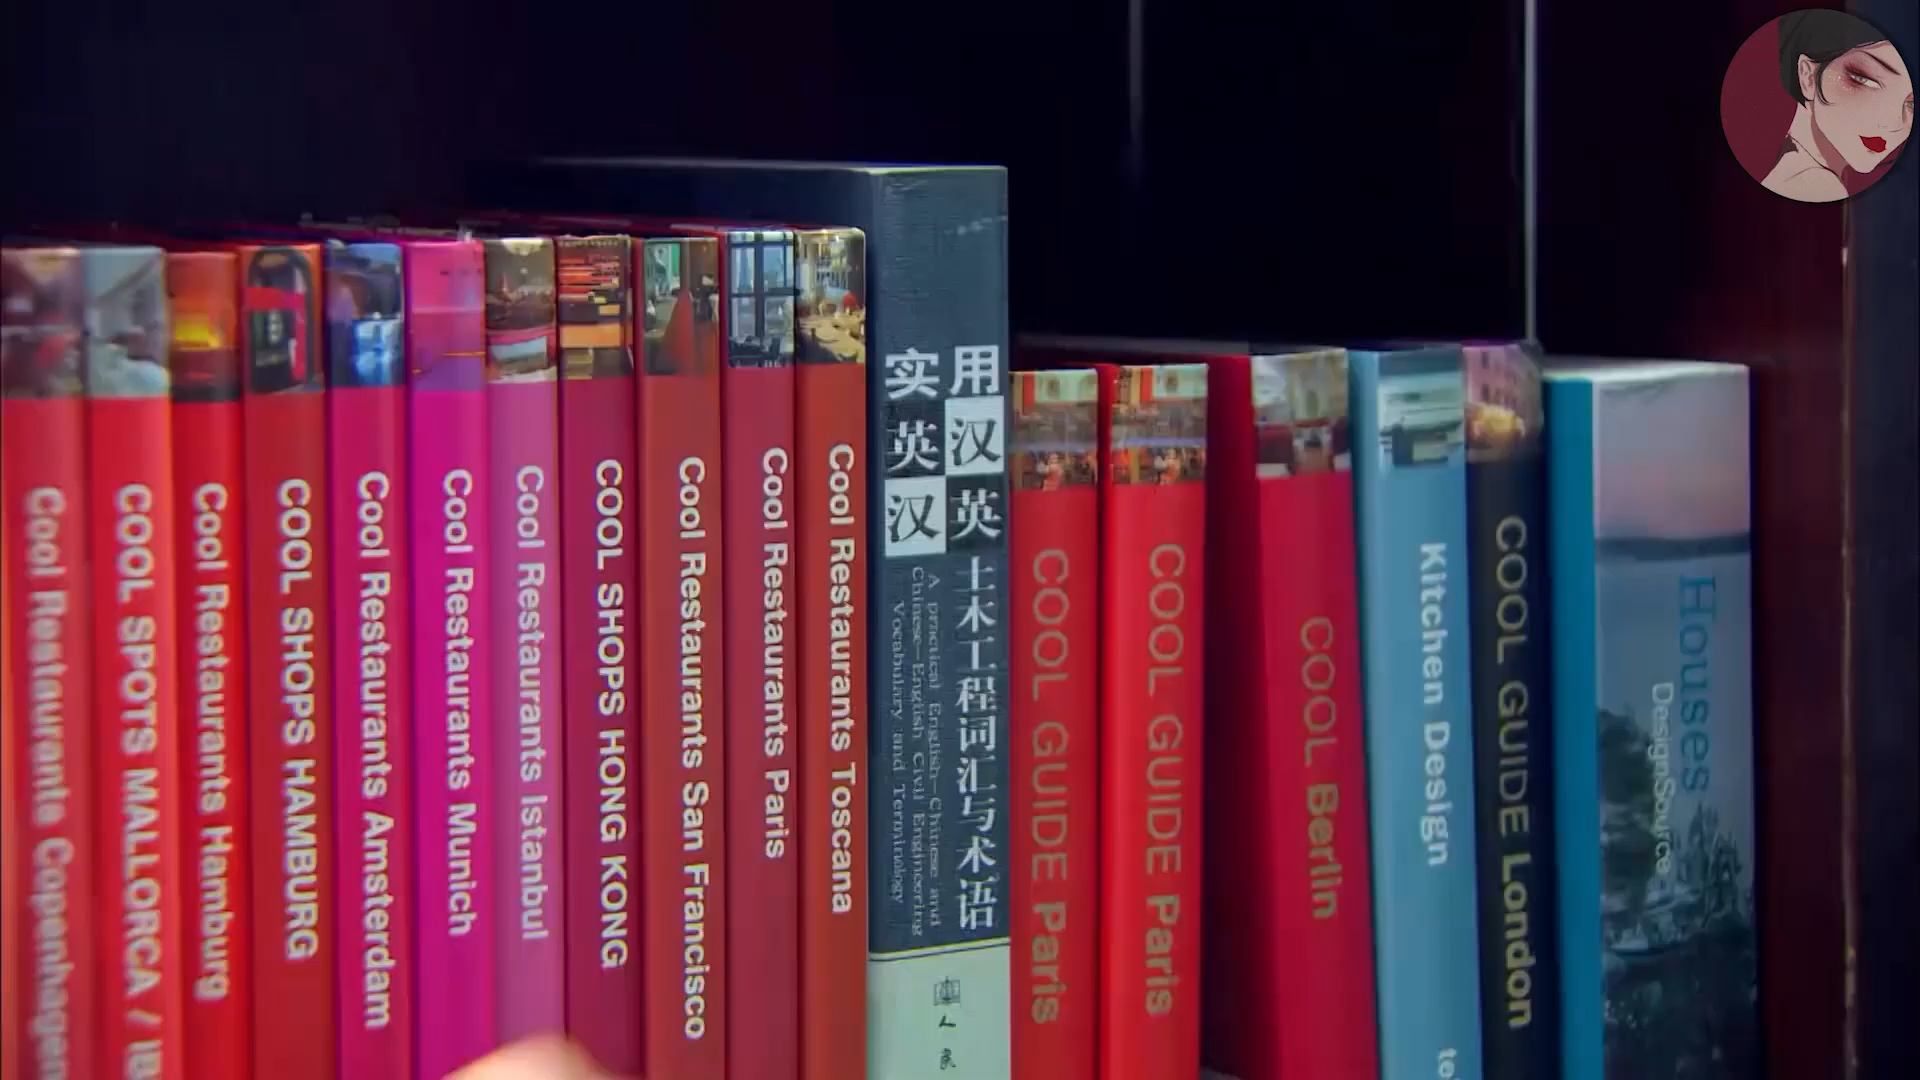 Cool Restaurants Copenhagen
COOL SPOTS MALLORCA /
Cool Restaurants Hamburg
COOL SHOPS HAMBURG
Cool Restaurants Amsterdam
Cool Restaurants Munich
Cool Restaurants Istanbul
COOL SHOPS HONG KONG
Cool Restaurants San Francisco
Cool Restaurants Paris
Cool Restaurants Toscana
实用
英汉
汉英
土木工程词汇与术语
A practical English-Chinese and
Chinese-English Civil Engineering
Vocabulary and Terminology
人民
COOL GUIDE Paris
COOL GUIDE Paris
COOL Berlin
Kitchen Design
COOL GUIDE London
Houses
DesignSource